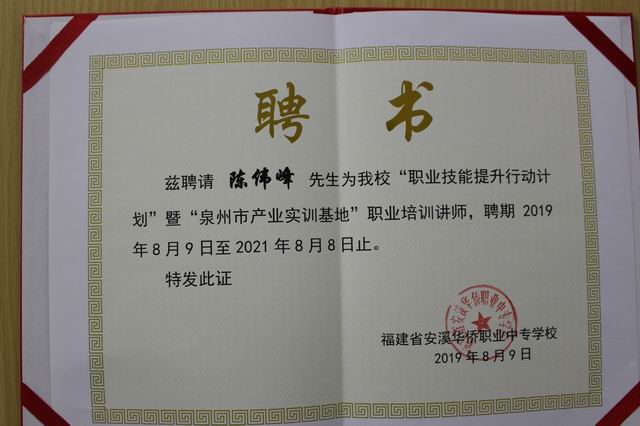 聘书
兹聘请 陈伟峰 先生为我校“职业技能提升行动计
划”暨“泉州市产业实训基地”职业培训讲师，聘期 2019
年 8 月 9 日至 2021 年 8 月 8 日止。
特发此证
福建省安溪华侨职业中专学校
2019 年 8 月 9 日